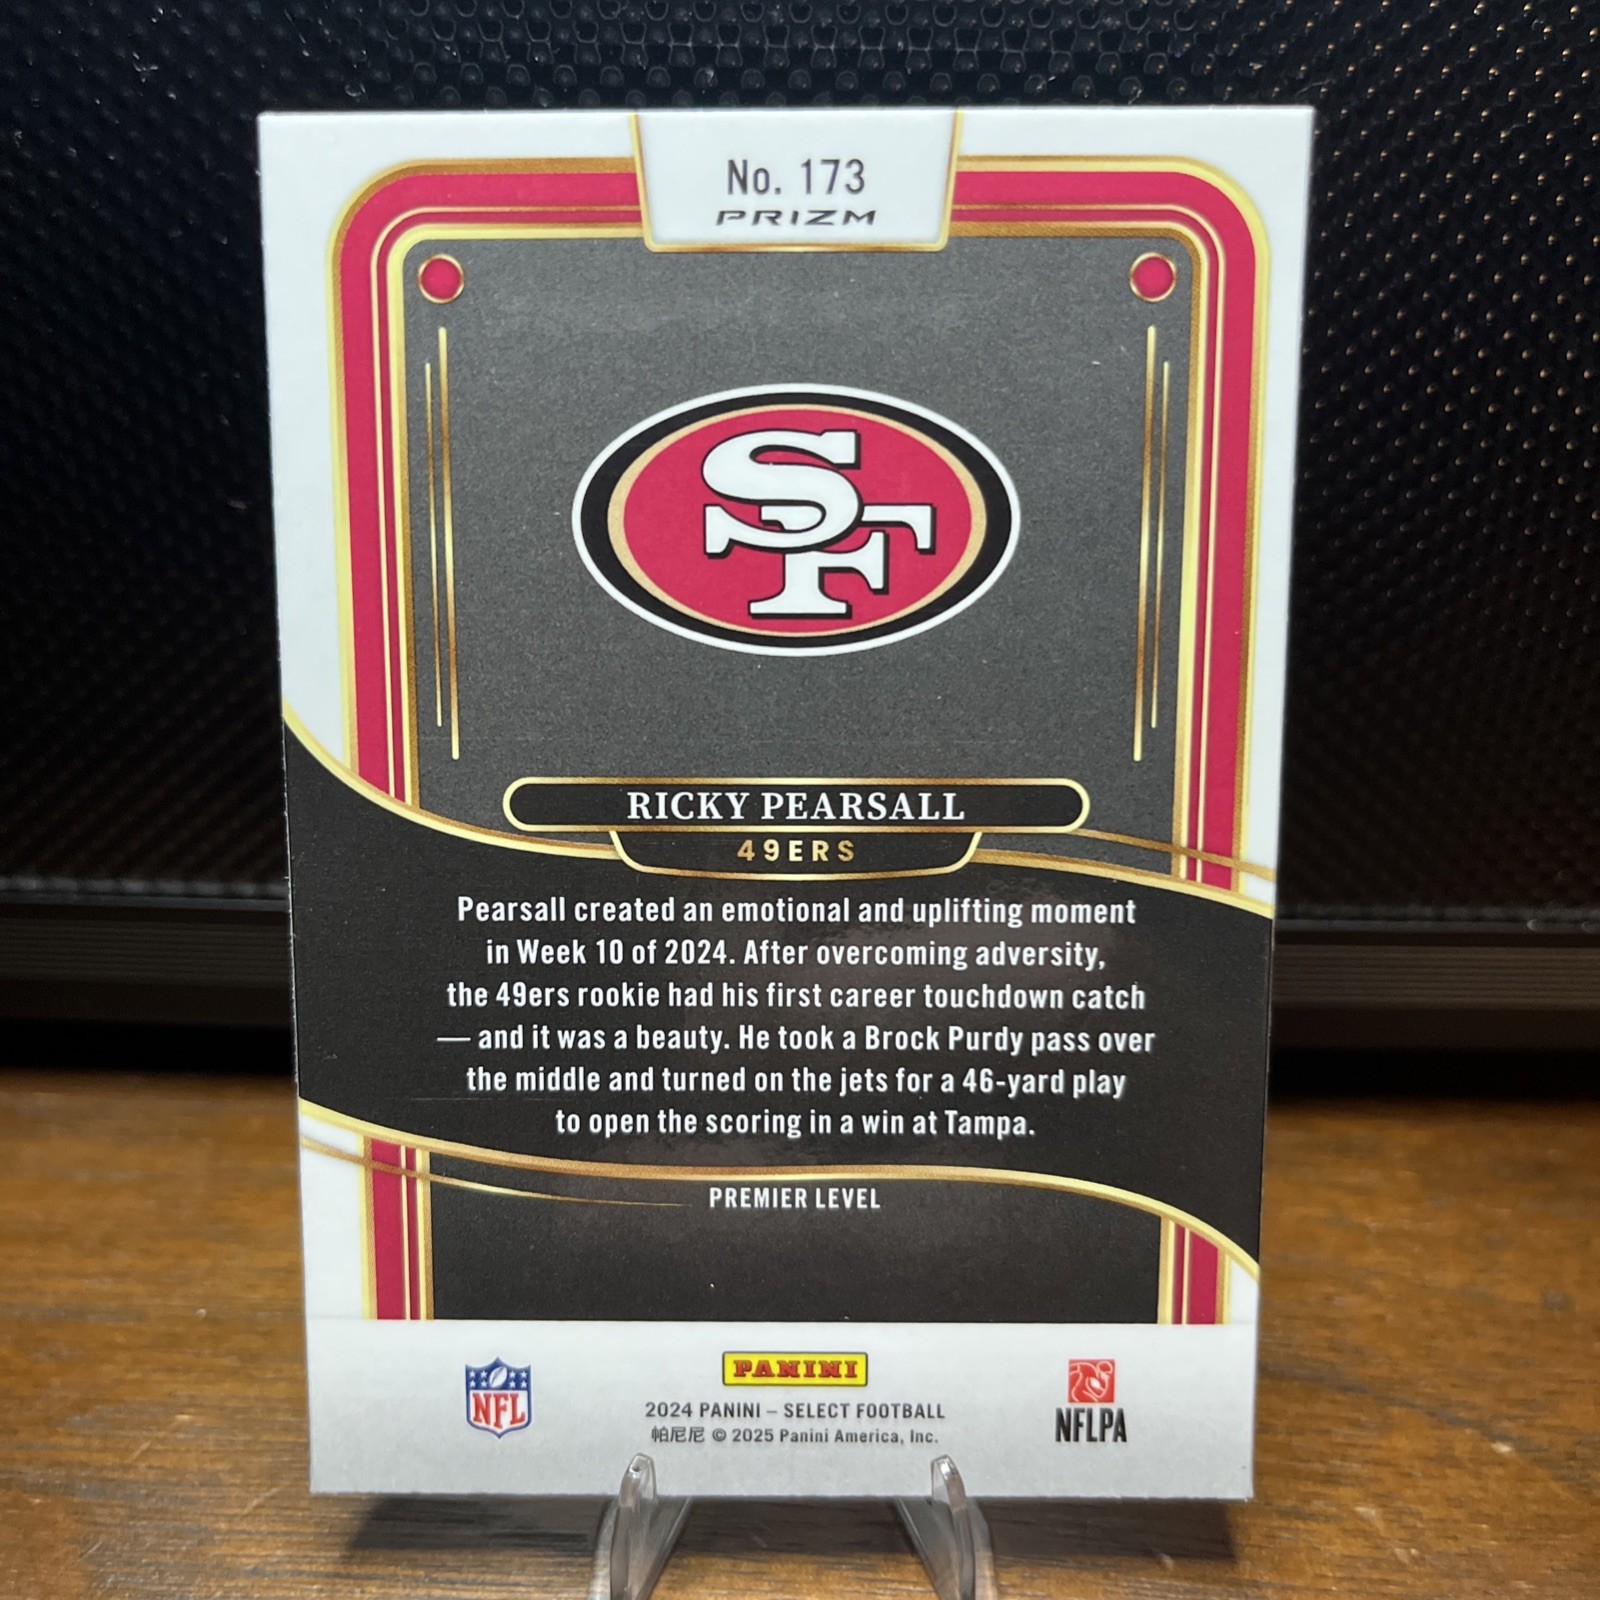 No. 173
PRIZM
SF
RICKY PEARSALL
49ERS
Pearsall created an emotional and uplifting moment
in Week 10 of 2024. After overcoming adversity,
the 49ers rookie had his first career touchdown catch
— and it was a beauty. He took a Brock Purdy pass over
the middle and turned on the jets for a 46-yard play
to open the scoring in a win at Tampa.
PREMIER LEVEL
PANINI
NFL
2024 PANINI – SELECT FOOTBALL
帕尼尼 © 2025 Panini America, Inc.
NFLPA